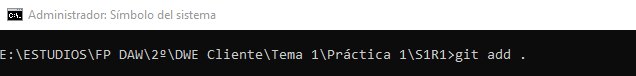 Administrador: Símbolo del sistema
E:\ESTUDIOS\FP DAW\2º\DWE Cliente\Tema 1\Práctica 1\S1R1>git add .